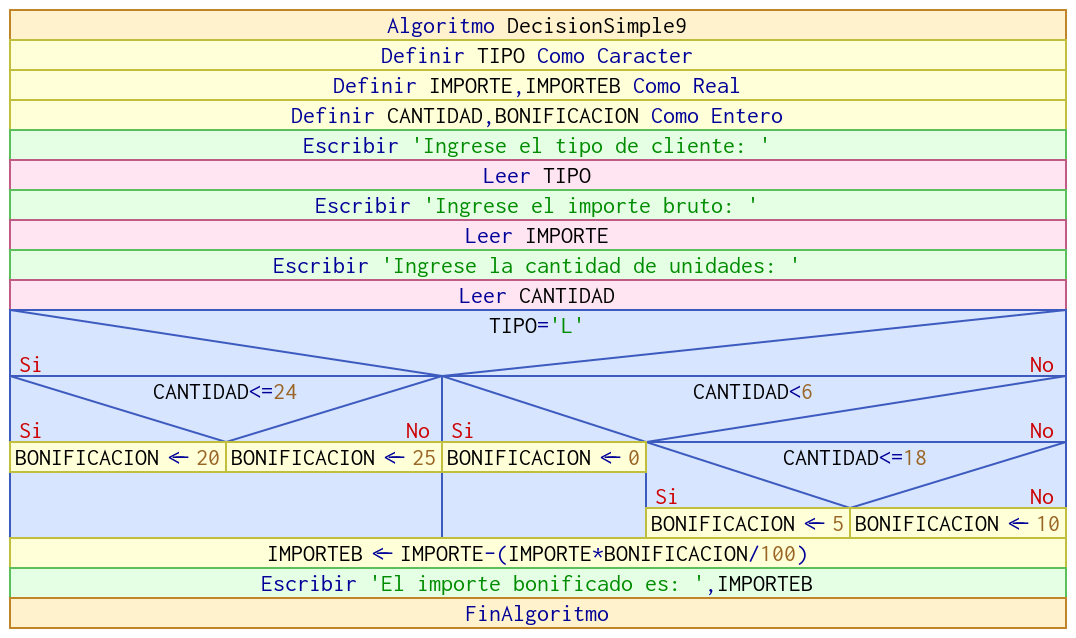 Algoritmo DecisionSimple9
Definir TIPO Como Caracter
Definir IMPORTE,IMPORTEB Como Real
Definir CANTIDAD,BONIFICACION Como Entero
Escribir 'Ingrese el tipo de cliente: '
Leer TIPO
Escribir 'Ingrese el importe bruto: '
Leer IMPORTE
Escribir 'Ingrese la cantidad de unidades: '
Leer CANTIDAD
TIPO='L'
Si No
CANTIDAD<=24 CANTIDAD<6
Si No Si No
BONIFICACION ← 20 BONIFICACION ← 25 BONIFICACION ← 0 CANTIDAD<=18
Si No
BONIFICACION ← 5 BONIFICACION ← 10
IMPORTEB ← IMPORTE-(IMPORTE*BONIFICACION/100)
Escribir 'El importe bonificado es: ',IMPORTEB
FinAlgoritmo